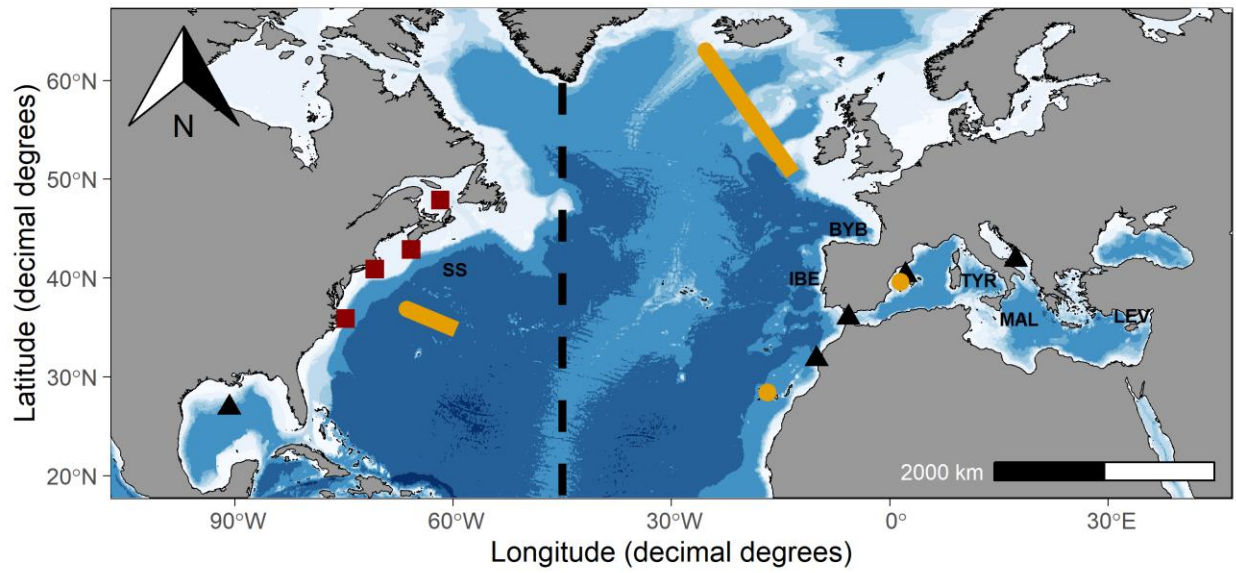 60°N
N
Latitude (decimal degrees)
50°N
BYB
40°N
SS
IBE
TYR
MAL
LEV
30°N
2000 km
20°N
90°W
60°W
30°W
0°
30°E
Longitude (decimal degrees)